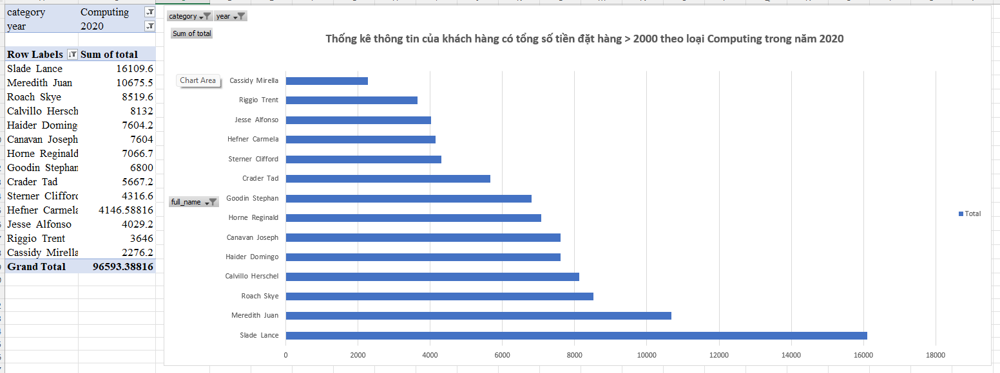 category Computing
year 2020
Row Labels Sum of total
Slade Lance 16109.6
Meredith Juan 10675.5
Roach Skye 8519.6
Calvillo Hersch 8132
Haider Doming 7604.2
Canavan Joseph 7604
Horne Reginald 7066.7
Goodin Stephan 6800
Crader Tad 5667.2
Sterner Clifford 4316.6
Hefner Carmela 4146.58816
Jesse Alfonso 4029.2
Riggio Trent 3646
Cassidy Mirella 2276.2
Grand Total 96593.38816
category year
Sum of total
Thống kê thông tin của khách hàng có tổng số tiền đặt hàng > 2000 theo loại Computing trong năm 2020
Chart Area
Cassidy Mirella
Riggio Trent
Jesse Alfonso
Hefner Carmela
Sterner Clifford
Crader Tad
Goodin Stephan
full_name
Horne Reginald
Total
Canavan Joseph
Haider Domingo
Calvillo Herschel
Roach Skye
Meredith Juan
Slade Lance
0 2000 4000 6000 8000 10000 12000 14000 16000 18000